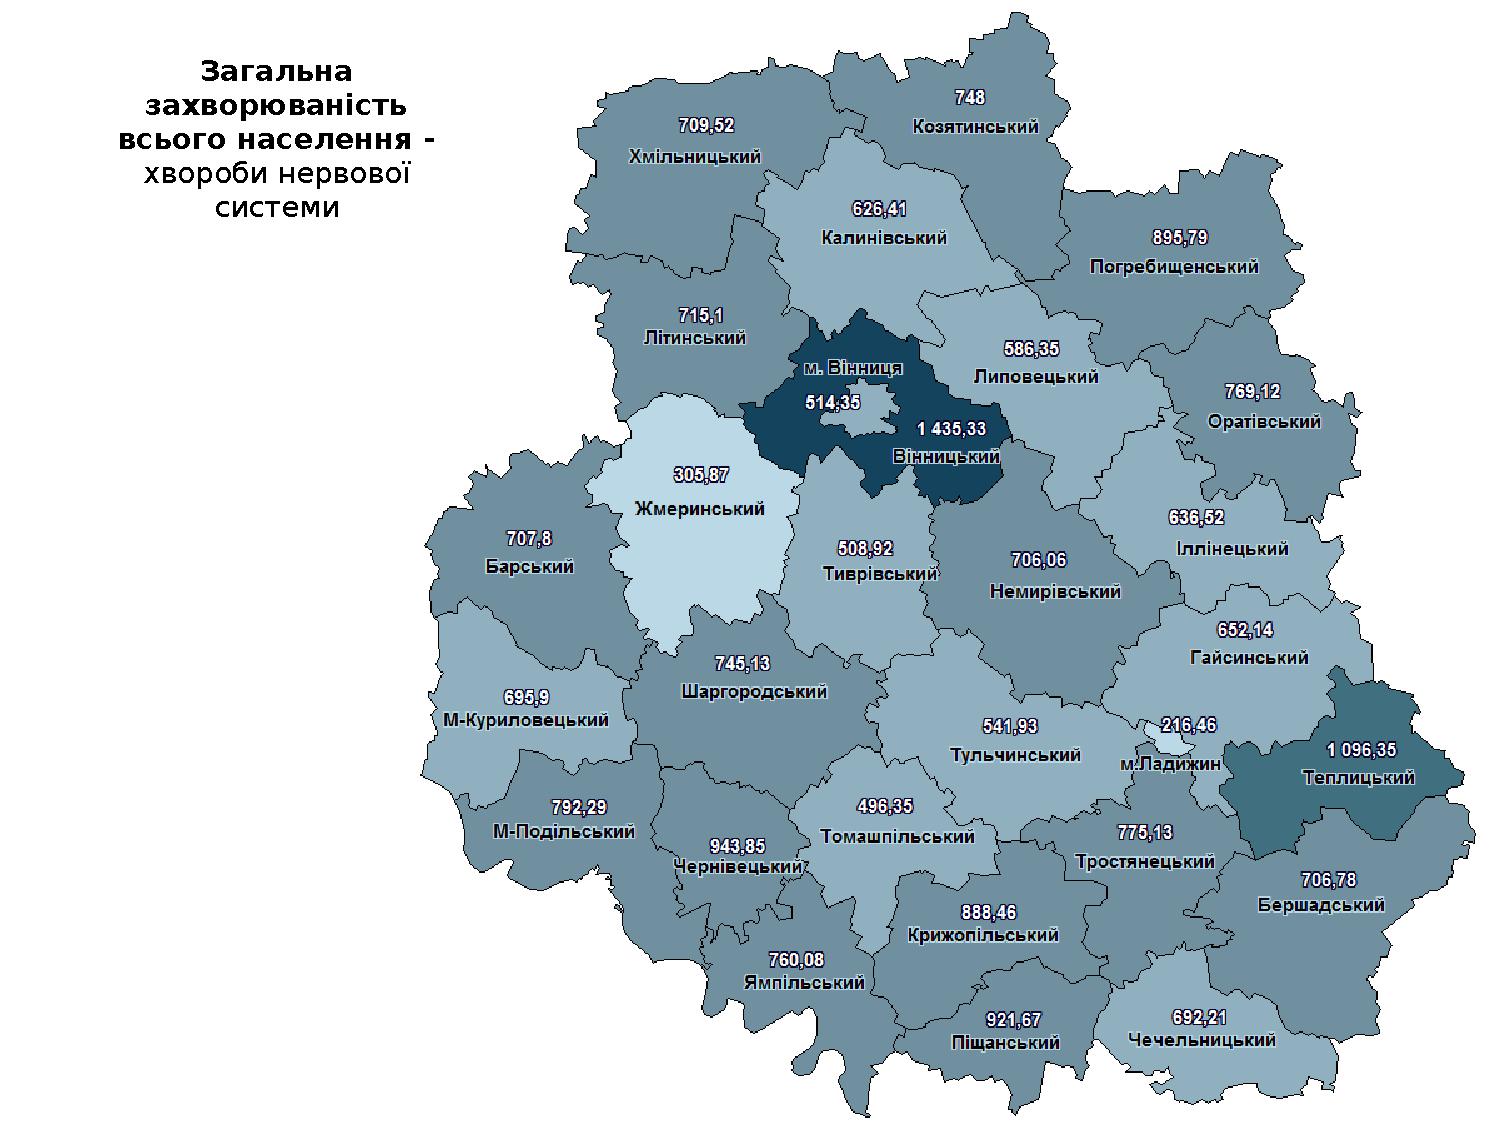 Загальна
захворюваність
всього населення -
хвороби нервової
системи
748
Козятинський
709,52
Хмільницький
626,41
Калинівський
895,79
Погребищенський
715,1
Літинський
586,35
Липовецький
м. Вінниця
514,35
769,12
Оратівський
1 435,33
Вінницький
305,87
Жмеринський
636,52
Іллінецький
707,8
Барський
508,92
Тиврівський
706,06
Немирівський
652,14
Гайсинський
745,13
Шаргородський
695,9
М-Куриловецький
541,93
Тульчинський
216,46
м.Ладижин
1 096,35
Теплицький
792,29
М-Подільський
496,35
Томашпільський
943,85
Чернівецький
775,13
Тростянецький
706,78
Бершадський
888,46
Крижопільський
760,08
Ямпільський
921,67
Піщанський
692,21
Чечельницький